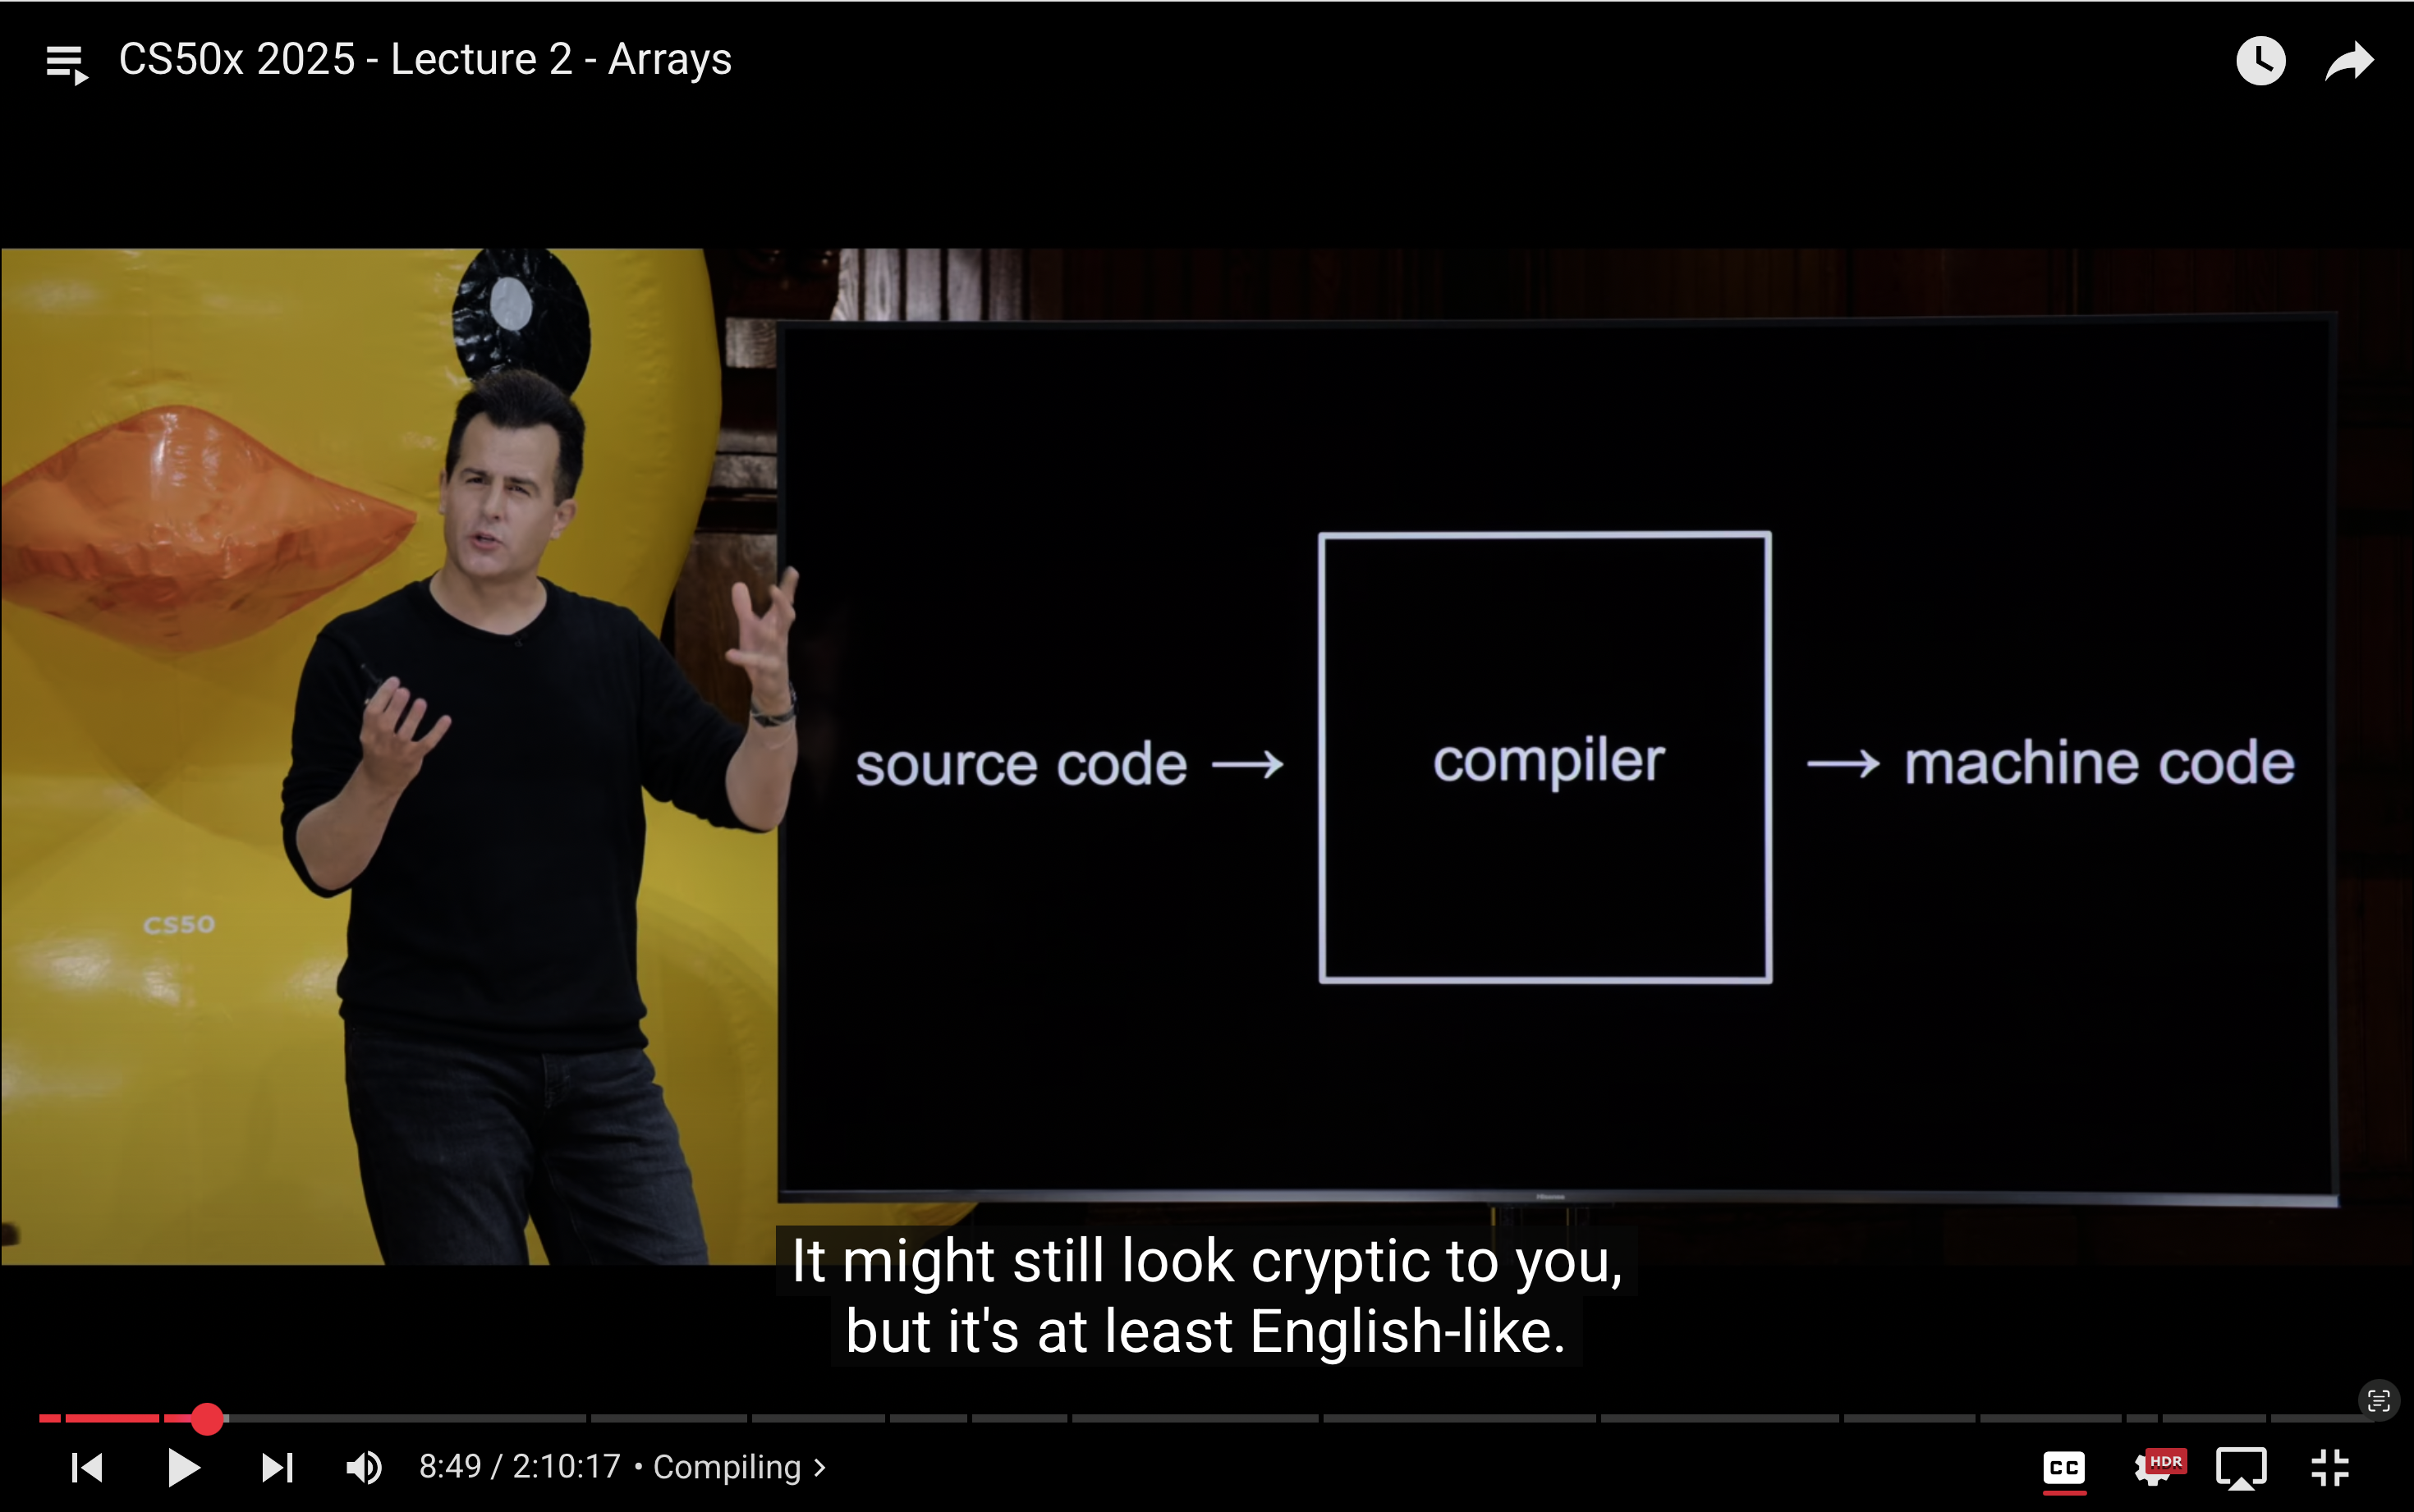 CS50x 2025 - Lecture 2 - Arrays
source code → compiler → machine code
CS50
Hisense
It might still look cryptic to you,
but it's at least English-like.
8:49 / 2:10:17 • Compiling >
CC
HDR